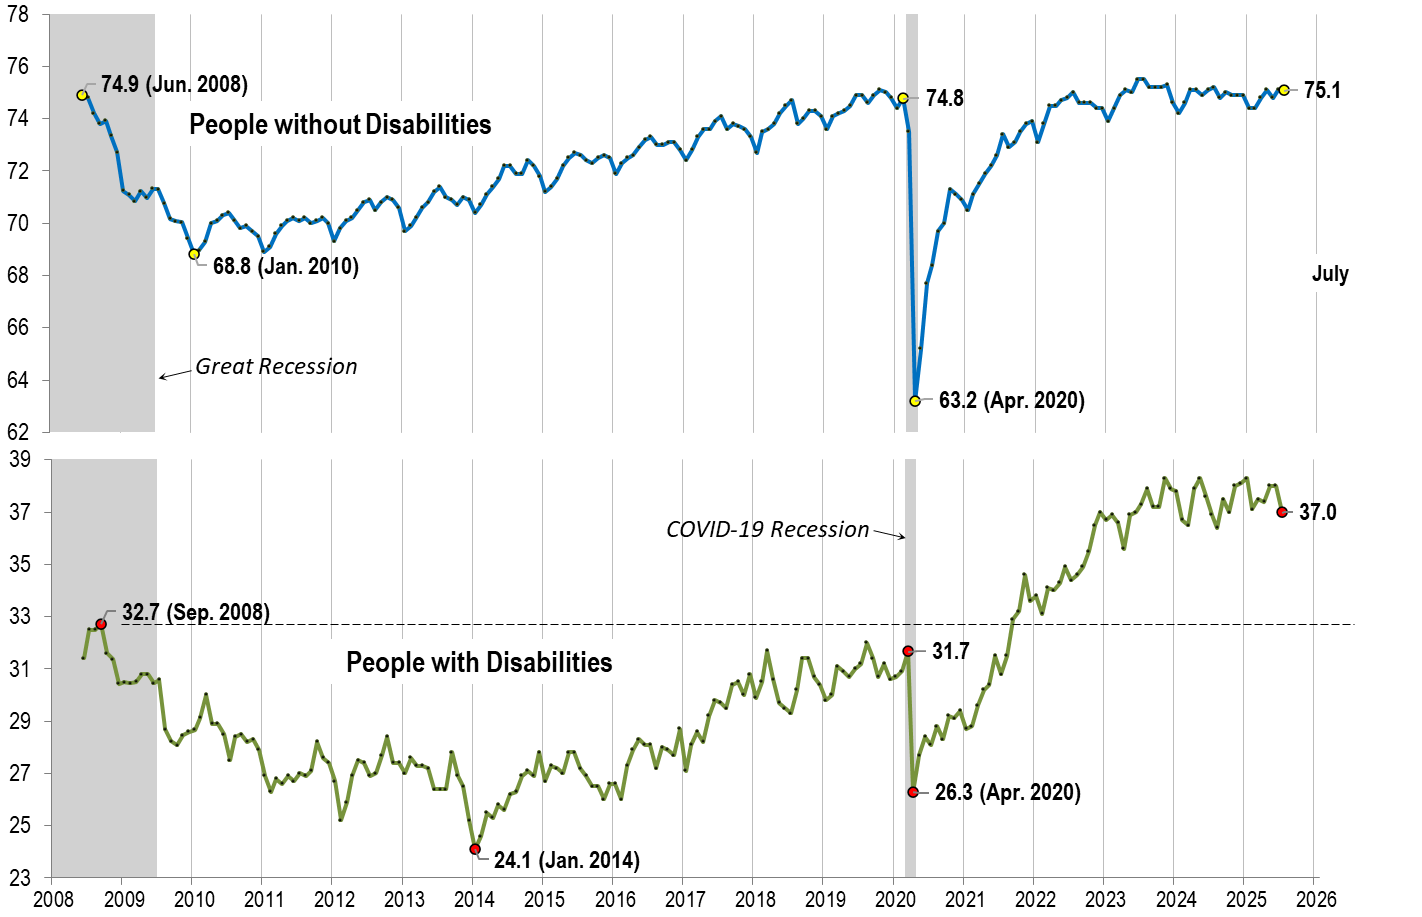 78
76
74
72
70
68
66
64
62
74.9 (Jun. 2008)
People without Disabilities
68.8 (Jan. 2010)
Great Recession
74.8
63.2 (Apr. 2020)
75.1
July
39
37
35
33
31
29
27
25
23
COVID-19 Recession
37.0
32.7 (Sep. 2008)
People with Disabilities
31.7
26.3 (Apr. 2020)
24.1 (Jan. 2014)
2008 2009 2010 2011 2012 2013 2014 2015 2016 2017 2018 2019 2020 2021 2022 2023 2024 2025 2026